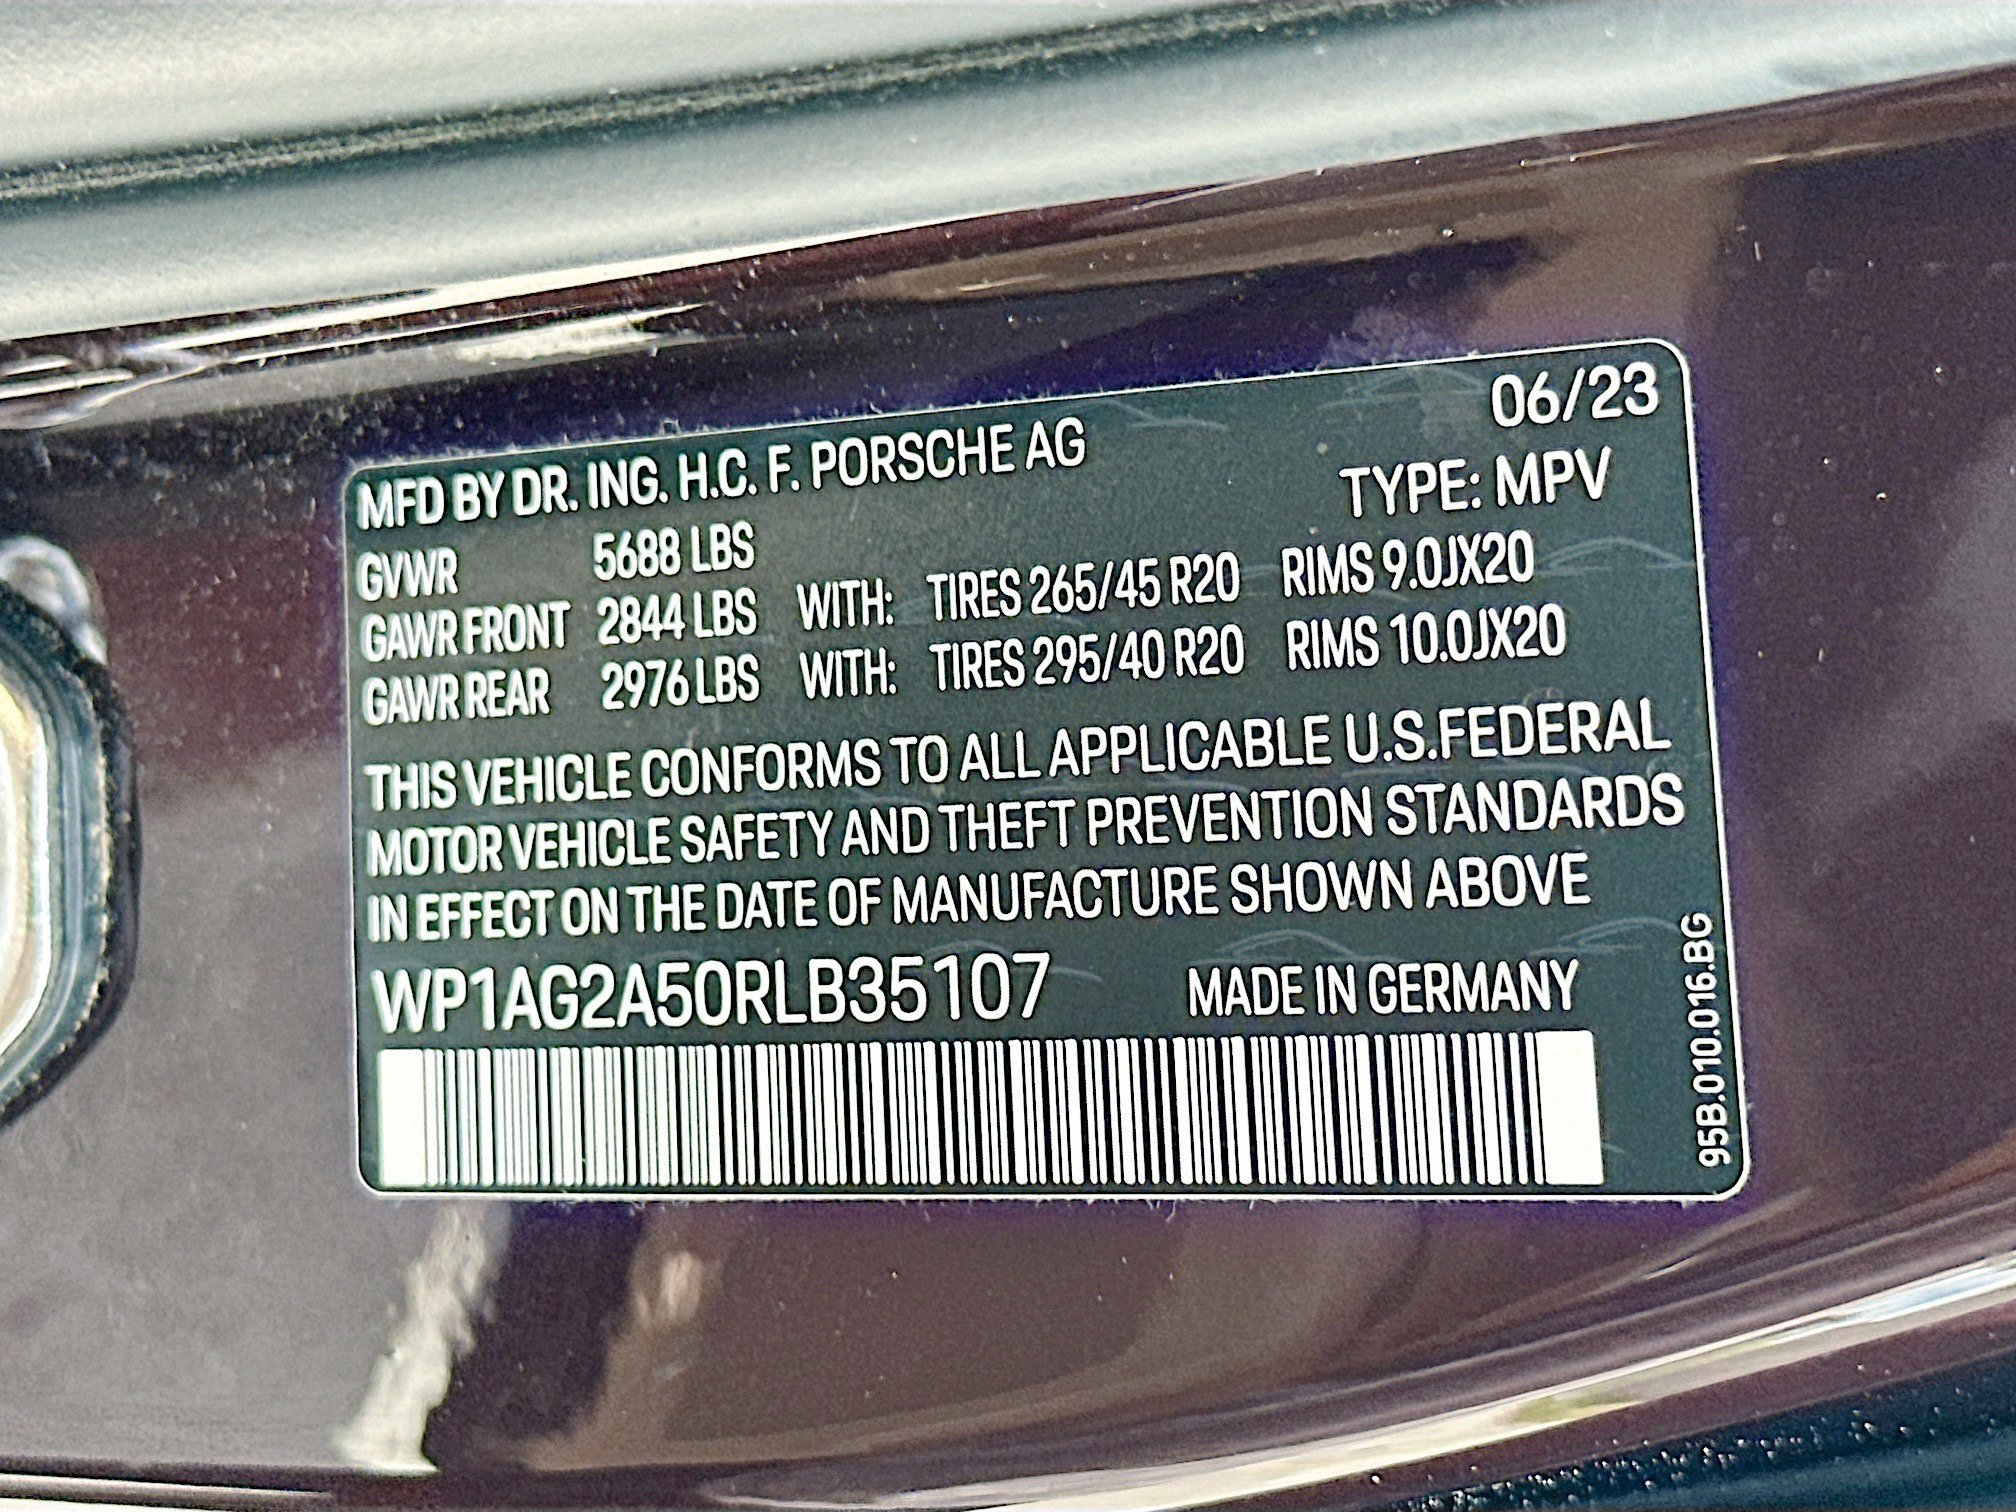 06/23
MFD BY DR. ING. H.C. F. PORSCHE AG
TYPE: MPV
GVWR 5688 LBS
GAWR FRONT 2844 LBS WITH: TIRES 265/45 R20 RIMS 9.0JX20
GAWR REAR 2976 LBS WITH: TIRES 295/40 R20 RIMS 10.0JX20
THIS VEHICLE CONFORMS TO ALL APPLICABLE U.S.FEDERAL
MOTOR VEHICLE SAFETY AND THEFT PREVENTION STANDARDS
IN EFFECT ON THE DATE OF MANUFACTURE SHOWN ABOVE
WP1AG2A50RLB35107 MADE IN GERMANY
95B.010.016.BG